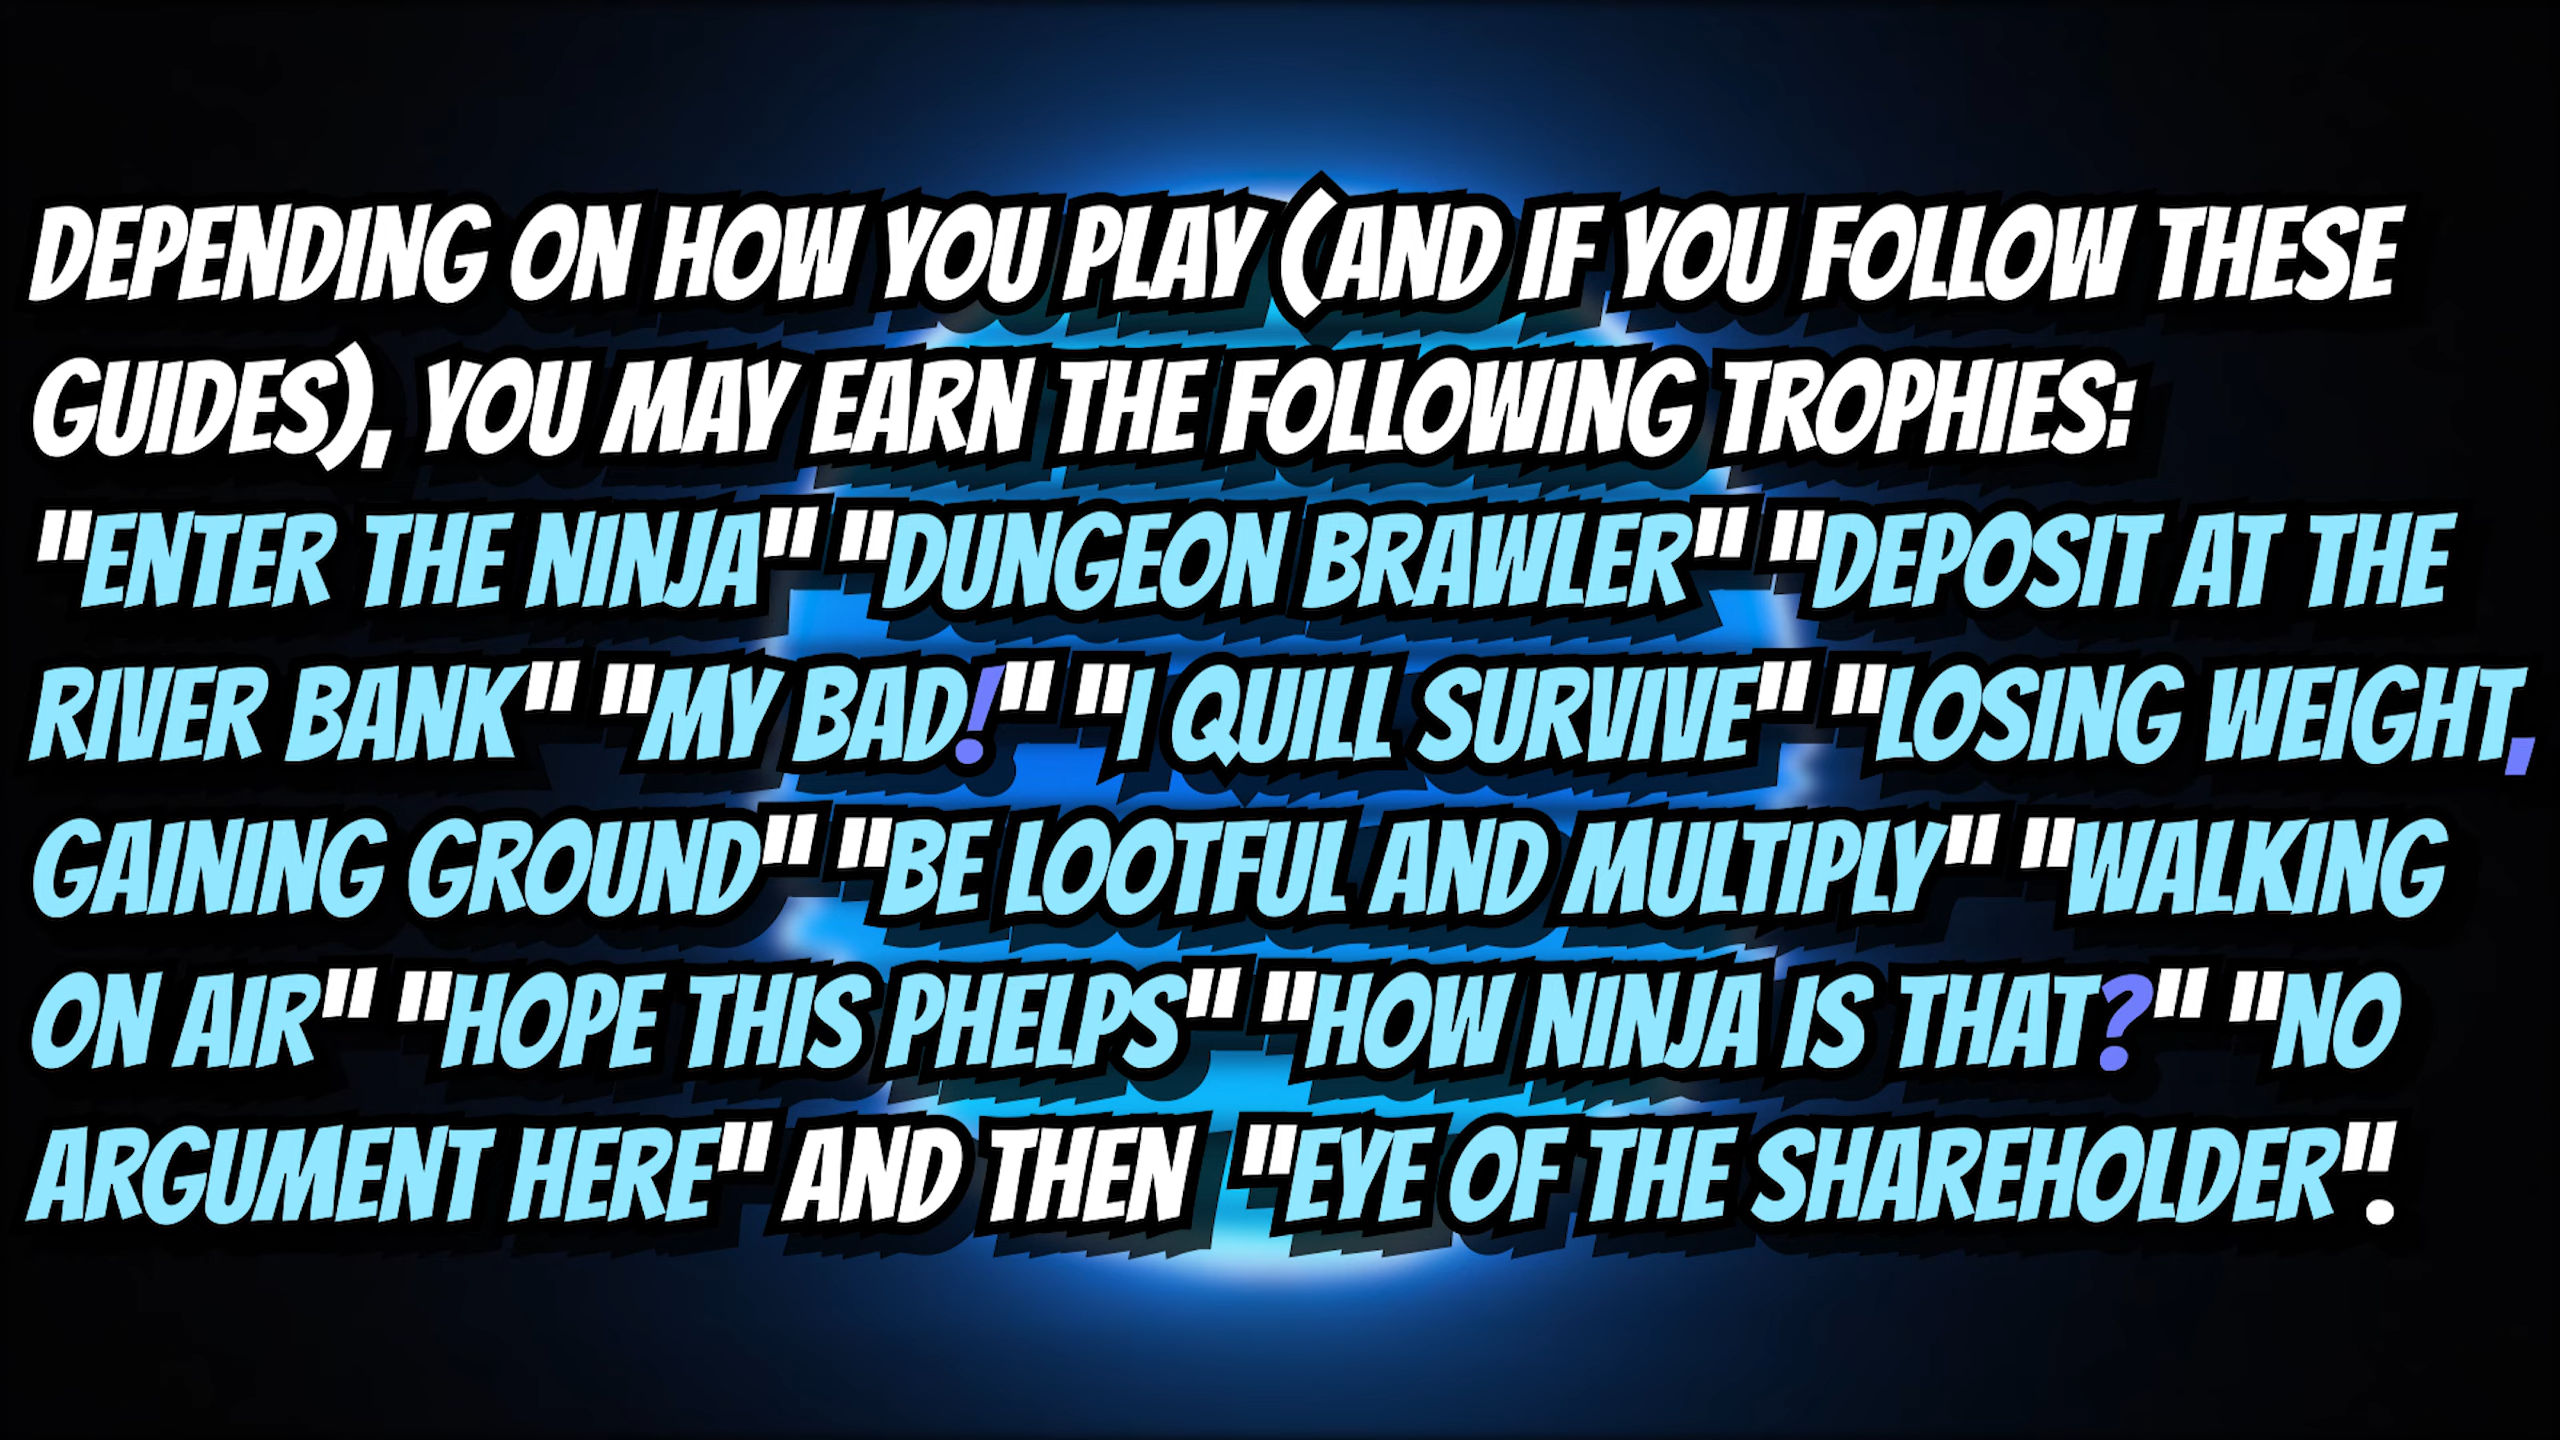 DEPENDING ON HOW YOU PLAY (AND IF YOU FOLLOW THESE
GUIDES), YOU MAY EARN THE FOLLOWING TROPHIES:
"ENTER THE NINJA" "DUNGEON BRAWLER" "DEPOSIT AT THE
RIVER BANK" "MY BAD!" "I QUILL SURVIVE" "LOSING WEIGHT,
GAINING GROUND" "BE LOOTFUL AND MULTIPLY" "WALKING
ON AIR" "HOPE THIS PHELPS" "HOW NINJA IS THAT?" "NO
ARGUMENT HERE" AND THEN "EYE OF THE SHAREHOLDER".